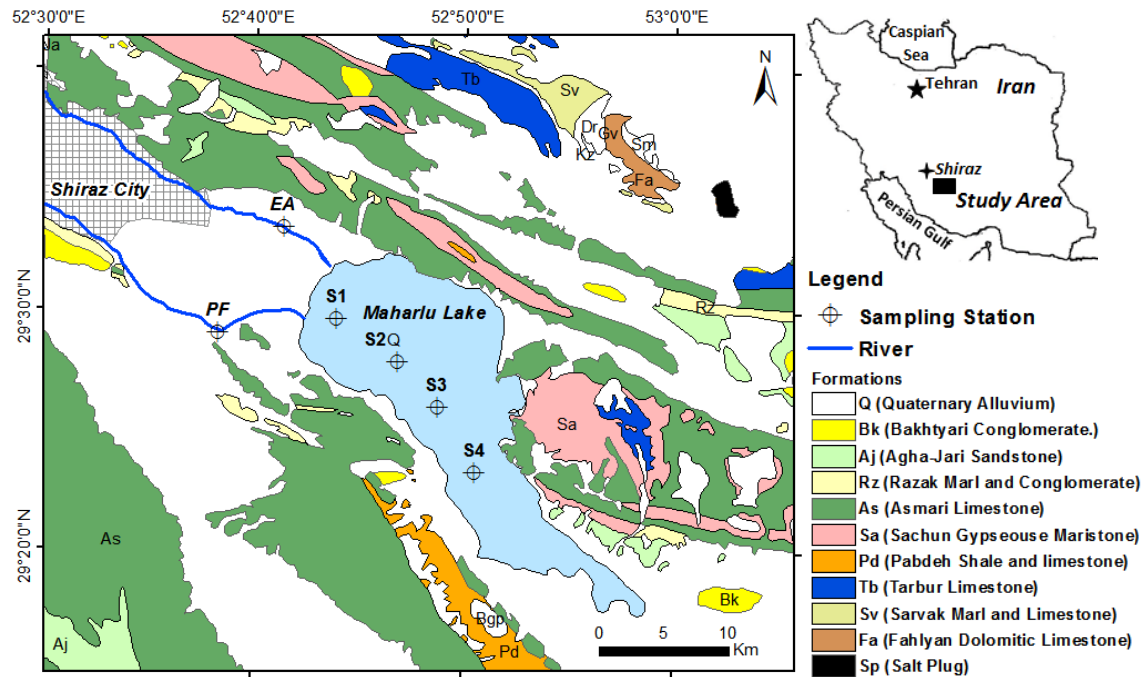 52°30'0"E
52°40'0
52°50'0
53°0'0
Ja
Tb
Sv
N
Dr
Gv
Sm
Kz
Fa
Shiraz City
EA
S1
Maharlu Lake
Rz
PF
S2
Q
S3
Sa
S4
As
Bk
Bgp
Aj
Pd
0
10
Km
29°30'0"N
29°20'0"N
Caspian
Sea
Tehran
Iran
Shiraz
Study Area
Persian Gulf
Legend
Sampling Station
River
Formations
Q (Quaternary Alluvium)
Bk (Bakhtyari Conglomerate.)
Aj (Agha-Jari Sandstone)
Rz (Razak Marl and Conglomerate)
As (Asmari Limestone)
Sa (Sachun Gypseouse Marlstone)
Pd (Pabdeh Shale and limestone)
Tb (Tarbur Limestone)
Sv (Sarvak Marl and Limestone)
Fa (Fahlyan Dolomitic Limestone)
Sp (Salt Plug)